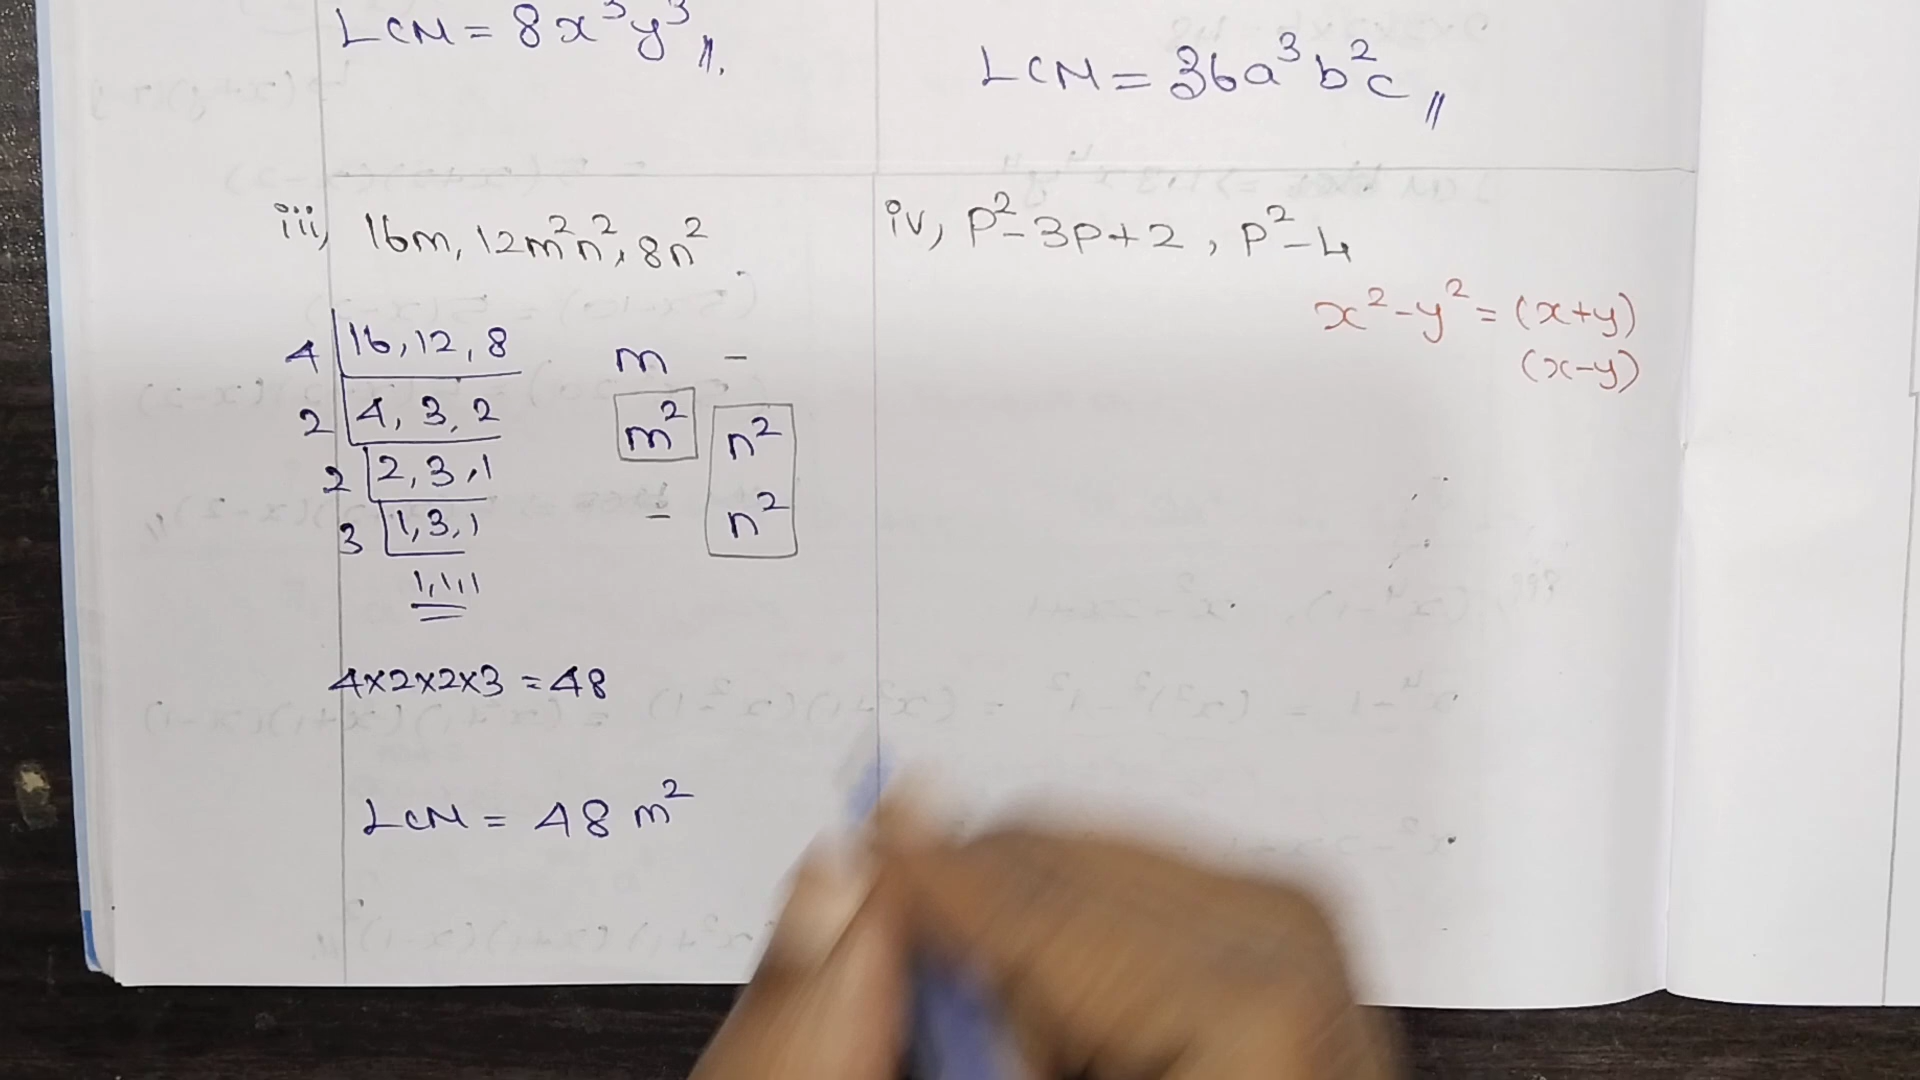 LCM = 8x³y³ //.
LCM = 36a³b²c //
iii) 16m, 12m²n², 8n²
4 | 16, 12, 8
2 | 4, 3, 2
2 | 2, 3, 1
3 | 1, 3, 1
1, 1, 1
m –
m² n²
– n²
4×2×2×3 = 48
LCM = 48 m²
iv) P²-3P+2, P²-4
x²-y² = (x+y)
(x-y)